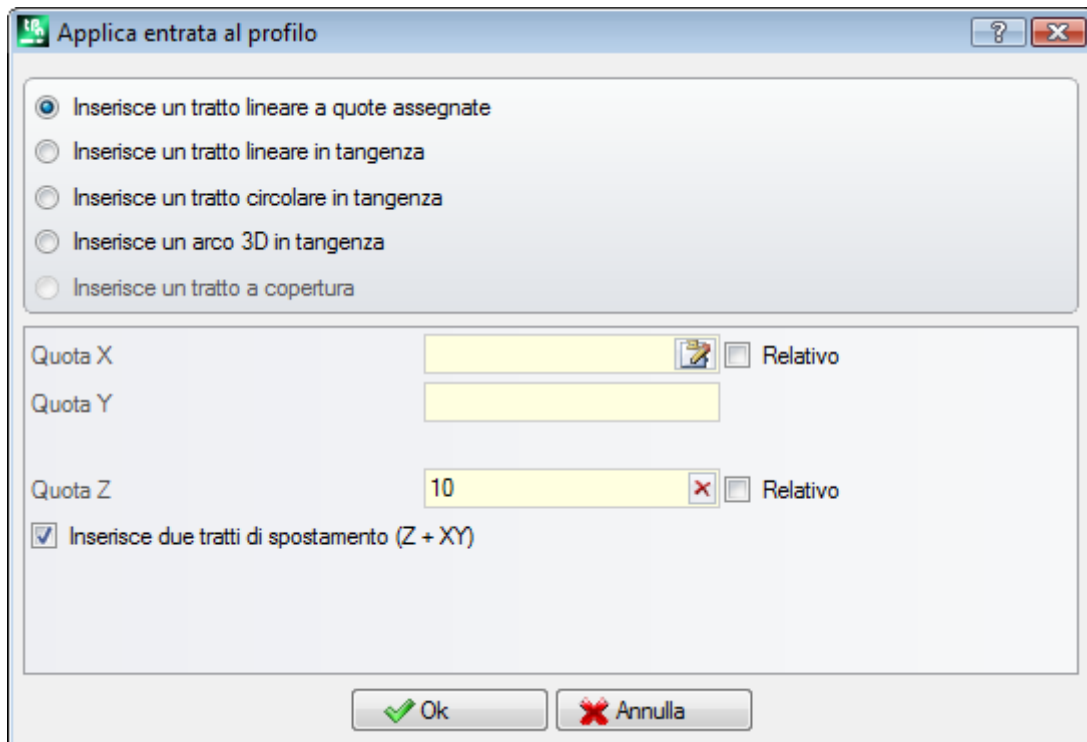 Applica entrata al profilo
Inserisce un tratto lineare a quote assegnate
Inserisce un tratto lineare in tangenza
Inserisce un tratto circolare in tangenza
Inserisce un arco 3D in tangenza
Inserisce un tratto a copertura
Quota X Relativo
Quota Y
Quota Z 10 Relativo
Inserisce due tratti di spostamento (Z + XY)
Ok Annulla